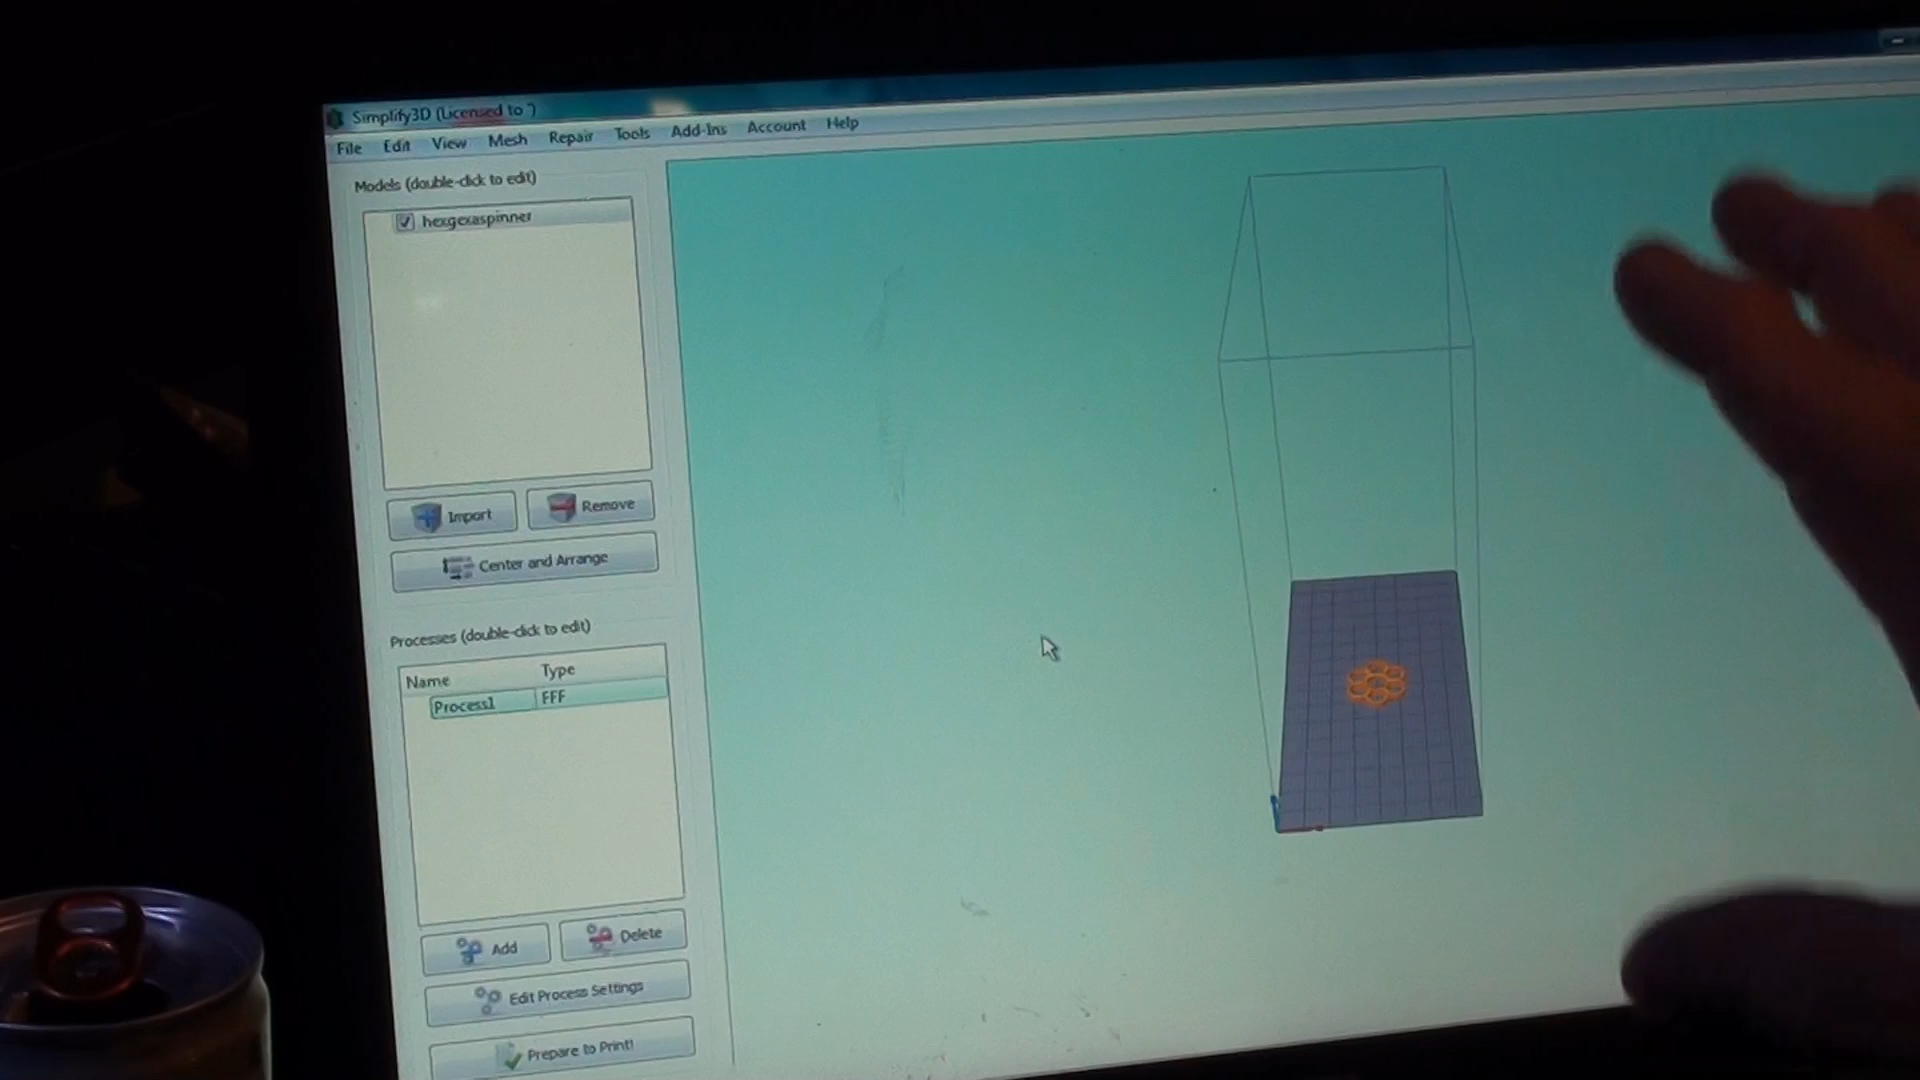 Simplify3D (Licensed to ")
File Edit View Mesh Repair Tools Add-Ins Account Help
Models (double-click to edit)
hexgexaspinner
Import Remove
Center and Arrange
Processes (double-click to edit)
Name Type
Process1 FFF
Add Delete
Edit Process Settings
Prepare to Print!